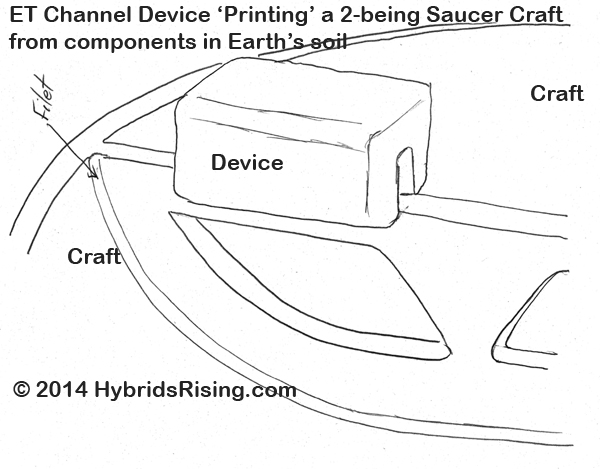 ET Channel Device ‘Printing’ a 2-being Saucer Craft
from components in Earth’s soil
Filet
Craft
Device
Craft
© 2014 HybridsRising.com